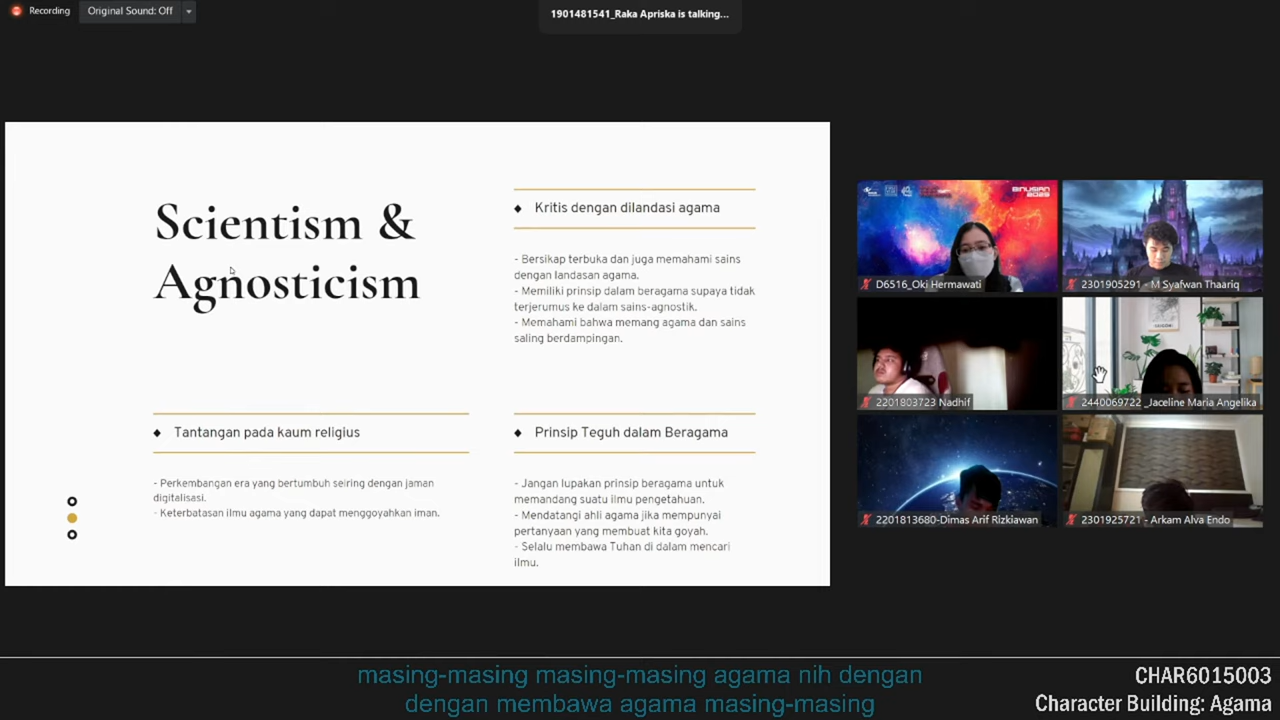 Recording
Original Sound: Off
1901481541_Raka Apriska is talking...
Scientism &
Agnosticism
Kritis dengan dilandasi agama
- Bersikap terbuka dan juga memahami sains
dengan landasan agama.
- Memiliki prinsip dalam beragama supaya tidak
terjerumus ke dalam sains-agnostik.
- Memahami bahwa memang agama dan sains
saling berdampingan.
Tantangan pada kaum religius
- Perkembangan era yang bertumbuh seiring dengan jaman
digitalisasi.
- Keterbatasan ilmu agama yang dapat menggoyahkan iman.
Prinsip Teguh dalam Beragama
- Jangan lupakan prinsip beragama untuk
memandang suatu ilmu pengetahuan.
- Mendatangi ahli agama jika mempunyai
pertanyaan yang membuat kita goyah.
- Selalu membawa Tuhan di dalam mencari
ilmu.
BINUSIAN
D6516_Oki Hermawati
2301905291 - M Syafwan Thaariq
2201803723 Nadhif
2440069722 _Jaceline Maria Angelika
2201813680-Dimas Arif Rizkiawan
2301925721 - Arkam Alva Endo
masing-masing masing-masing agama nih dengan
dengan membawa agama masing-masing
CHAR6015003
Character Building: Agama